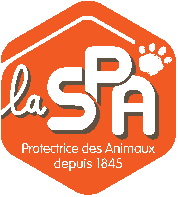 la SPA
Protectrice des Animaux
depuis 1845